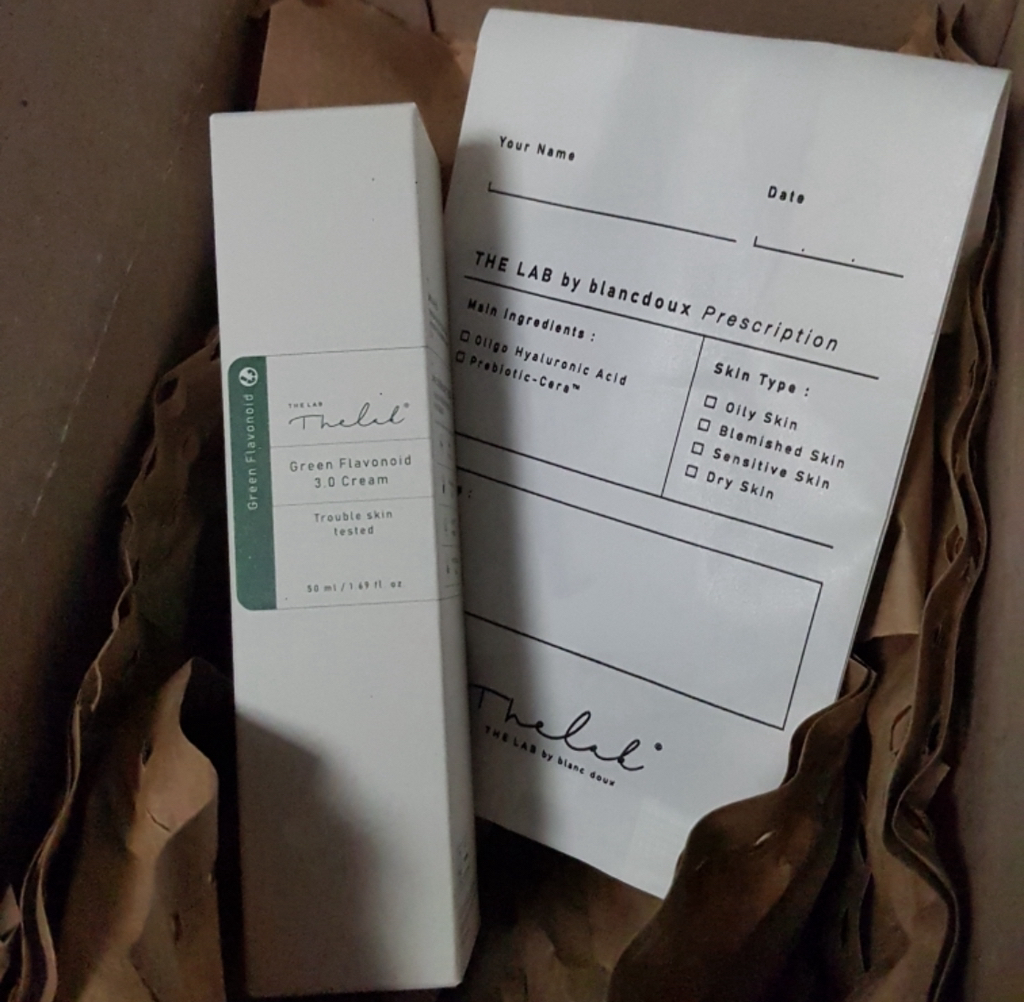 Green Flavonoid
THE LAB
Thelab
Green Flavonoid
3.0 Cream
Trouble skin
tested
50 ml / 1.69 fl. oz.
Your Name
Date
THE LAB by blancdoux Prescription
Main Ingredients :
Oligo Hyaluronic Acid
Prebiotic-Cera™
Skin Type :
Oily Skin
Blemished Skin
Sensitive Skin
Dry Skin
Thelab
THE LAB by blanc doux